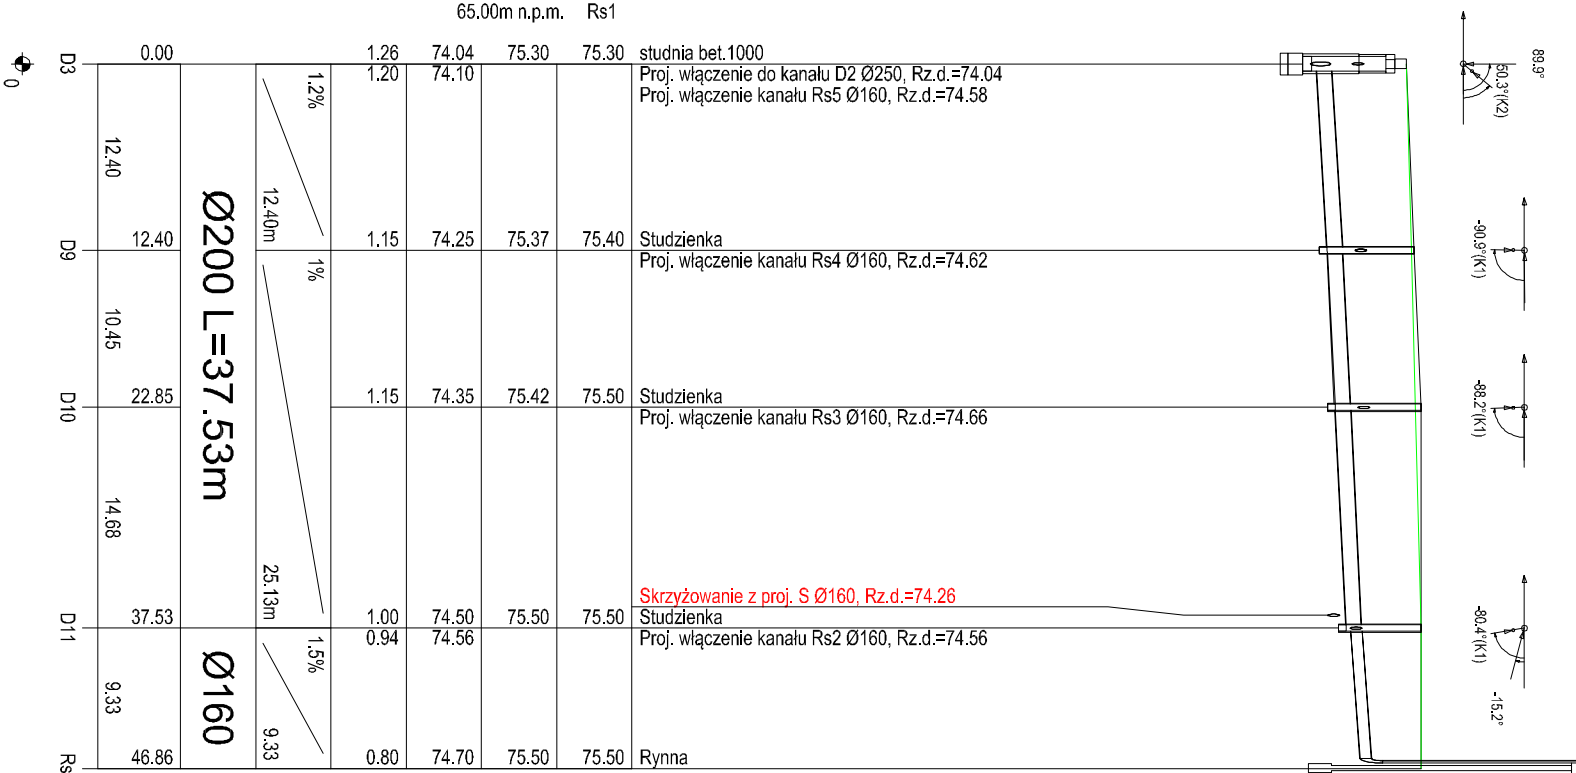 65.00m n.p.m. Rs1
0
D3 0.00 1.26 74.04 75.30 75.30 studnia bet.1000
1.20 74.10 Proj. włączenie do kanału D2 Ø250, Rz.d.=74.04
Proj. włączenie kanału Rs5 Ø160, Rz.d.=74.58
1.2%
12.40
12.40m
D9 12.40 1.15 74.25 75.37 75.40 Studzienka
Proj. włączenie kanału Rs4 Ø160, Rz.d.=74.62
1%
10.45
Ø200 L=37.53m
D10 22.85 1.15 74.35 75.42 75.50 Studzienka
Proj. włączenie kanału Rs3 Ø160, Rz.d.=74.66
14.68
25.13m
Skrzyżowanie z proj. S Ø160, Rz.d.=74.26
D11 37.53 1.00 74.50 75.50 75.50 Studzienka
0.94 74.56 Proj. włączenie kanału Rs2 Ø160, Rz.d.=74.56
1.5%
9.33
Ø160
9.33
Rs 46.86 0.80 74.70 75.50 75.50 Rynna
89.9°
50.3°(K2)
-90.9°(K1)
-88.2°(K1)
-80.4°(K1)
-15.2°